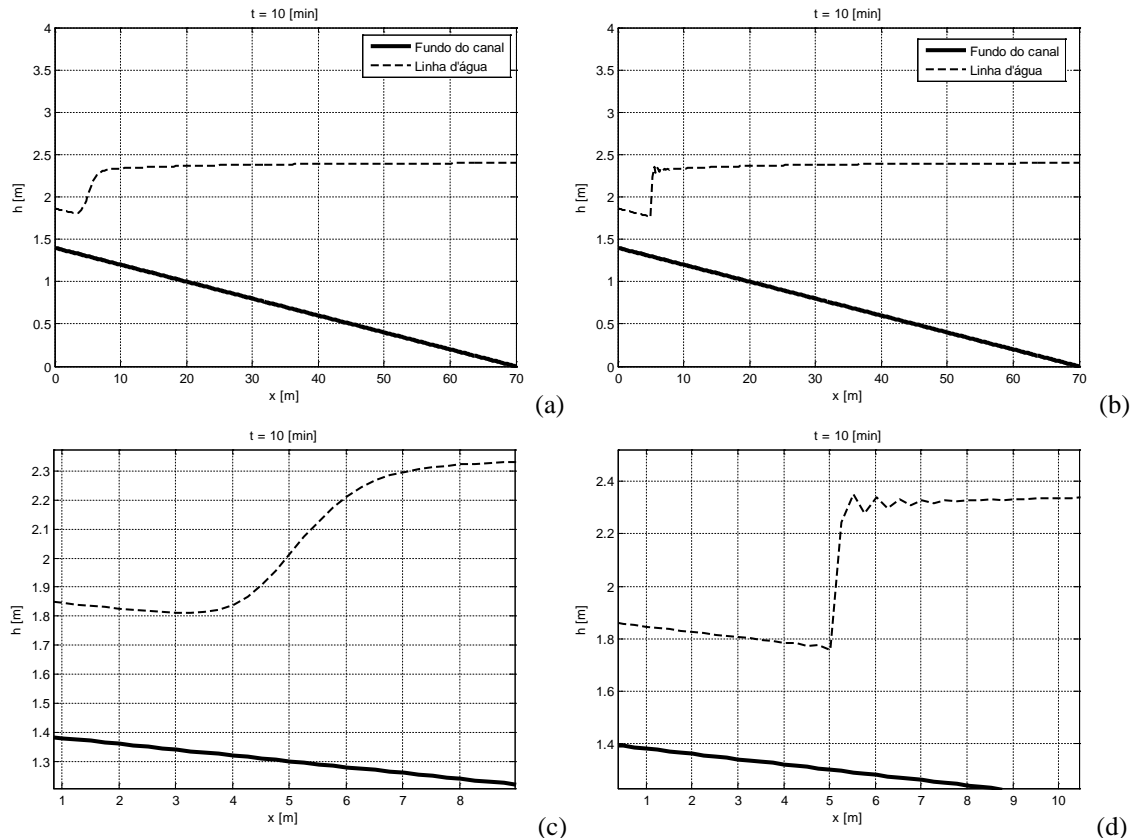 t = 10 [min]
4
3.5
3
2.5
2
1.5
1
0.5
0
h [m]
Fundo do canal
Linha d'água
0 10 20 30 40 50 60 70
x [m]
(a)
t = 10 [min]
4
3.5
3
2.5
2
1.5
1
0.5
0
h [m]
Fundo do canal
Linha d'água
0 10 20 30 40 50 60 70
x [m]
(b)
t = 10 [min]
2.3
2.2
2.1
2
1.9
1.8
1.7
1.6
1.5
1.4
1.3
h [m]
1 2 3 4 5 6 7 8
x [m]
(c)
t = 10 [min]
2.4
2.2
2
1.8
1.6
1.4
h [m]
1 2 3 4 5 6 7 8 9 10
x [m]
(d)